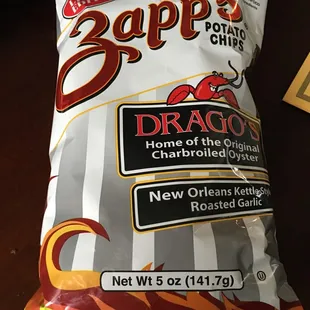 Zapp's
POTATO
CHIPS
DRAGO'S
Home of the Original
Charbroiled Oyster
New Orleans Kettle Style
Roasted Garlic
Net Wt 5 oz (141.7g)